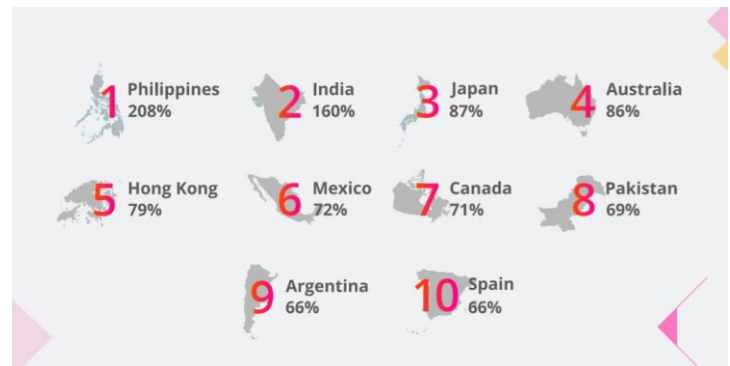 1 Philippines
208%
2 India
160%
3 Japan
87%
4 Australia
86%
5 Hong Kong
79%
6 Mexico
72%
7 Canada
71%
8 Pakistan
69%
9 Argentina
66%
10 Spain
66%